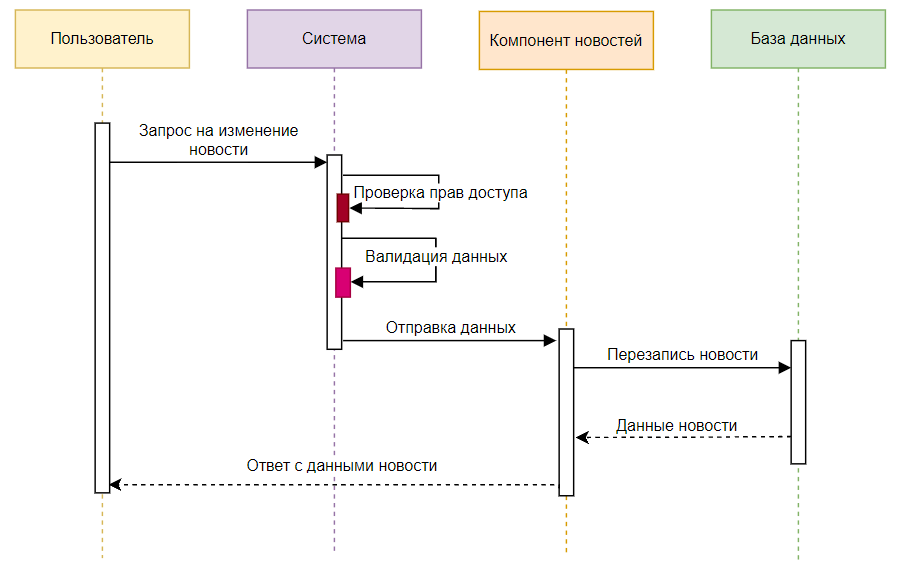 Пользователь
Система
Компонент новостей
База данных
Запрос на изменение
новости
Проверка прав доступа
Валидация данных
Отправка данных
Перезапись новости
Данные новости
Ответ с данными новости